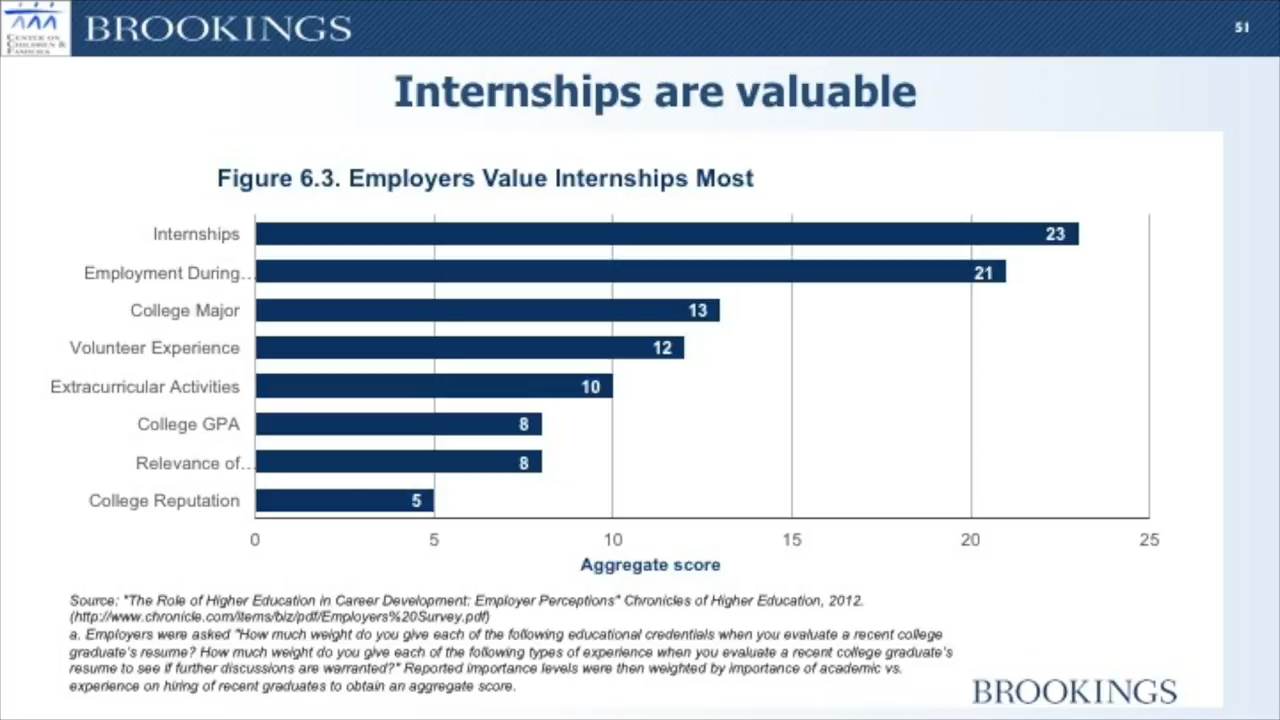 CENTER ON
CHILDREN &
FAMILIES
BROOKINGS
51
Internships are valuable
Figure 6.3. Employers Value Internships Most
Internships 23
Employment During... 21
College Major 13
Volunteer Experience 12
Extracurricular Activities 10
College GPA 8
Relevance of... 8
College Reputation 5
0 5 10 15 20 25
Aggregate score
Source: "The Role of Higher Education in Career Development: Employer Perceptions" Chronicles of Higher Education, 2012.
(http://www.chronicle.com/items/biz/pdf/Employers%20Survey.pdf)
a. Employers were asked "How much weight do you give each of the following educational credentials when you evaluate a recent college
graduate's resume? How much weight do you give each of the following types of experience when you evaluate a recent college graduate's
resume to see if further discussions are warranted?" Reported importance levels were then weighted by importance of academic vs.
experience on hiring of recent graduates to obtain an aggregate score.
BROOKINGS